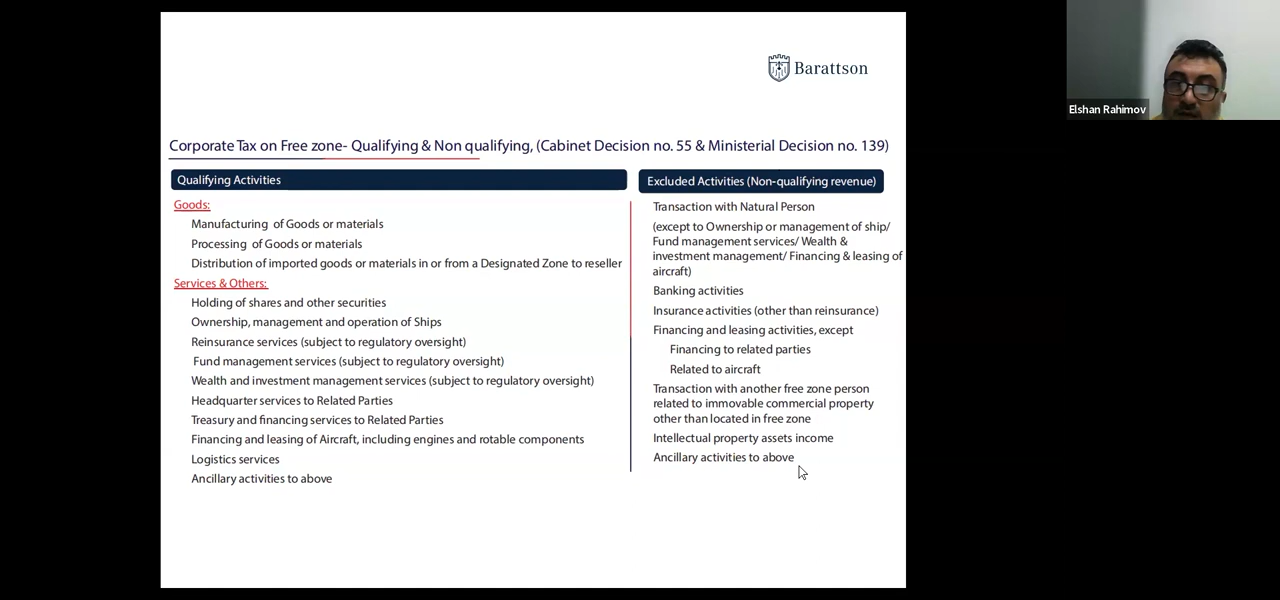 Barattson
Elshan Rahimov
Corporate Tax on Free zone- Qualifying & Non qualifying, (Cabinet Decision no. 55 & Ministerial Decision no. 139)
Qualifying Activities
Goods:
Manufacturing of Goods or materials
Processing of Goods or materials
Distribution of imported goods or materials in or from a Designated Zone to reseller
Services & Others:
Holding of shares and other securities
Ownership, management and operation of Ships
Reinsurance services (subject to regulatory oversight)
Fund management services (subject to regulatory oversight)
Wealth and investment management services (subject to regulatory oversight)
Headquarter services to Related Parties
Treasury and financing services to Related Parties
Financing and leasing of Aircraft, including engines and rotable components
Logistics services
Ancillary activities to above
Excluded Activities (Non-qualifying revenue)
Transaction with Natural Person
(except to Ownership or management of ship/
Fund management services/ Wealth &
investment management/ Financing & leasing of
aircraft)
Banking activities
Insurance activities (other than reinsurance)
Financing and leasing activities, except
Financing to related parties
Related to aircraft
Transaction with another free zone person
related to immovable commercial property
other than located in free zone
Intellectual property assets income
Ancillary activities to above